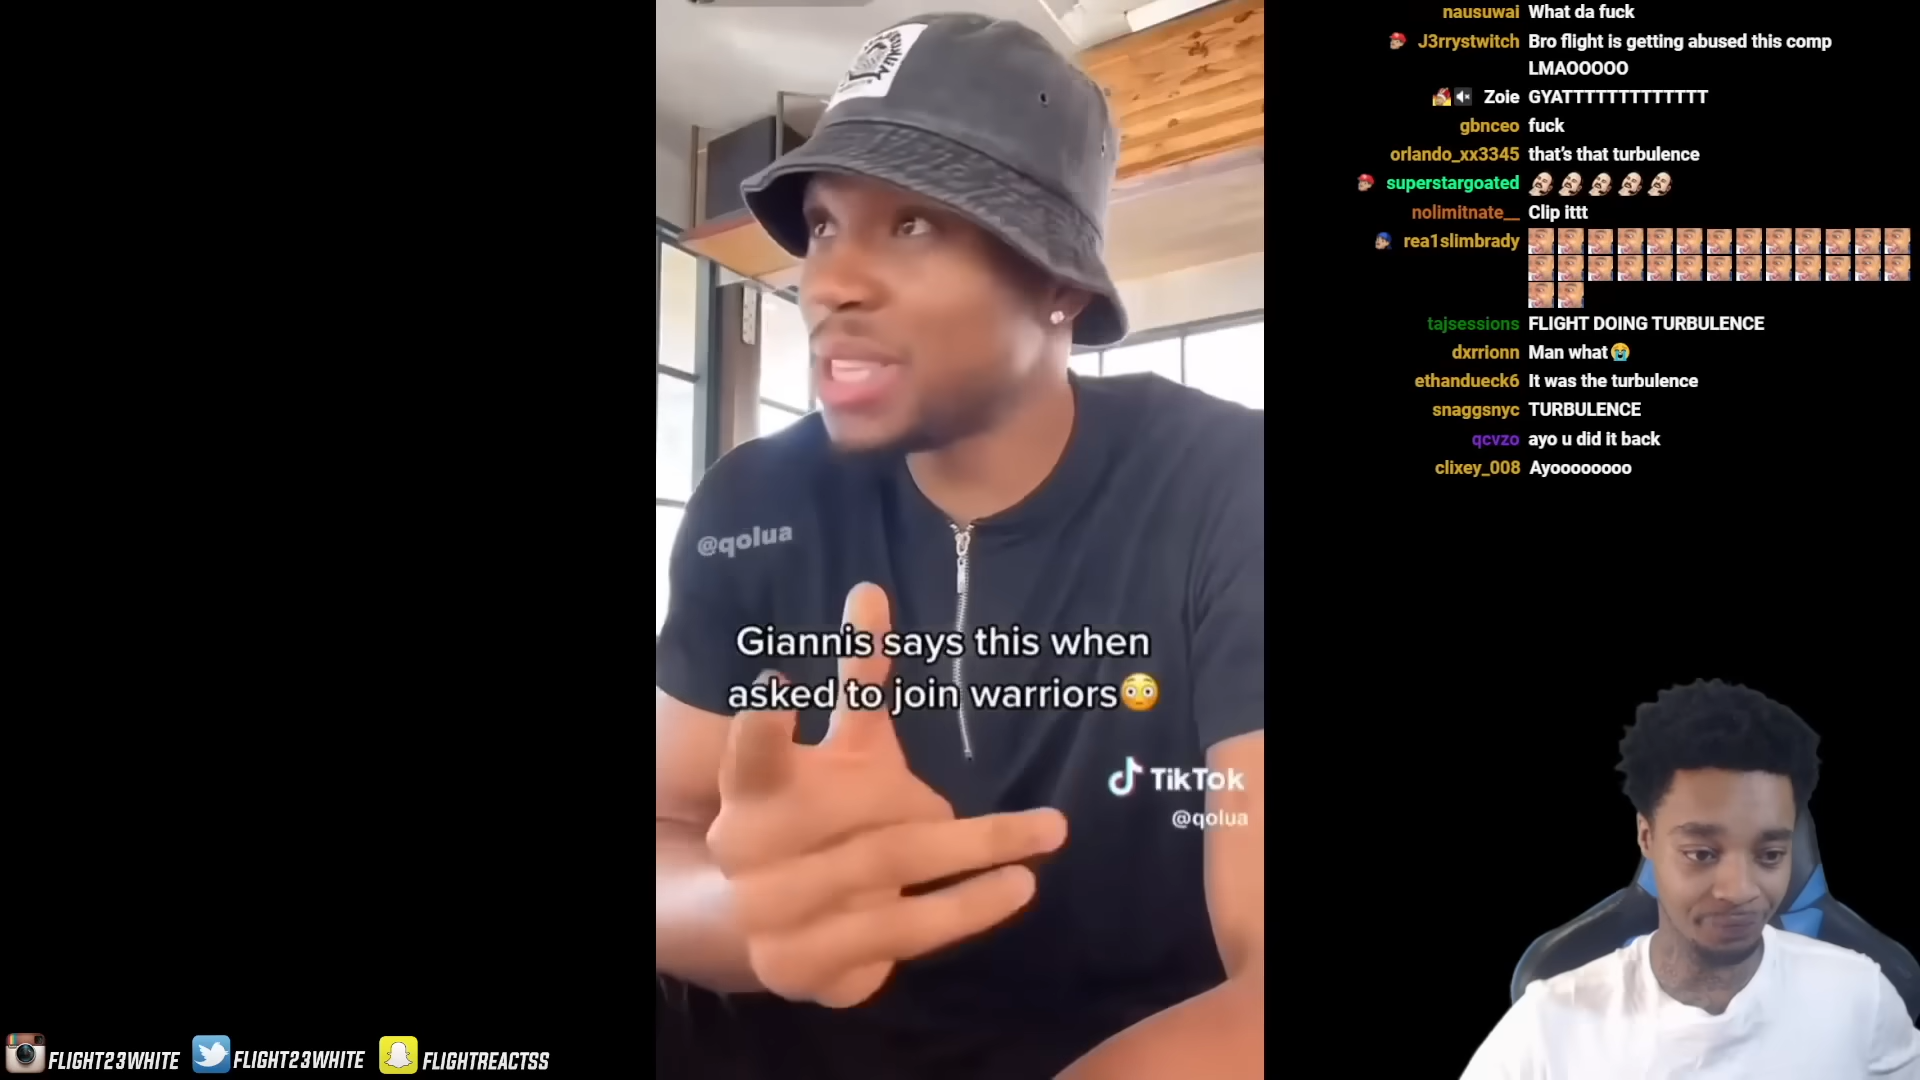 nausuwai What da fuck
J3rrystwitch Bro flight is getting abused this comp
LMAOOOOO
Zoie GYATTTTTTTTTTTTT
gbnceo fuck
orlando_xx3345 that's that turbulence
superstargoated
nolimitnate__ Clip ittt
rea1slimbrady
tajsessions FLIGHT DOING TURBULENCE
dxrrionn Man what😭
ethandueck6 It was the turbulence
snaggsnyc TURBULENCE
qcvzo ayo u did it back
clixey_008 Ayoooooooo
@qolua
Giannis says this when
asked to join warriors😳
TikTok
@qolua
FLIGHT23WHITE FLIGHT23WHITE FLIGHTREACTSS